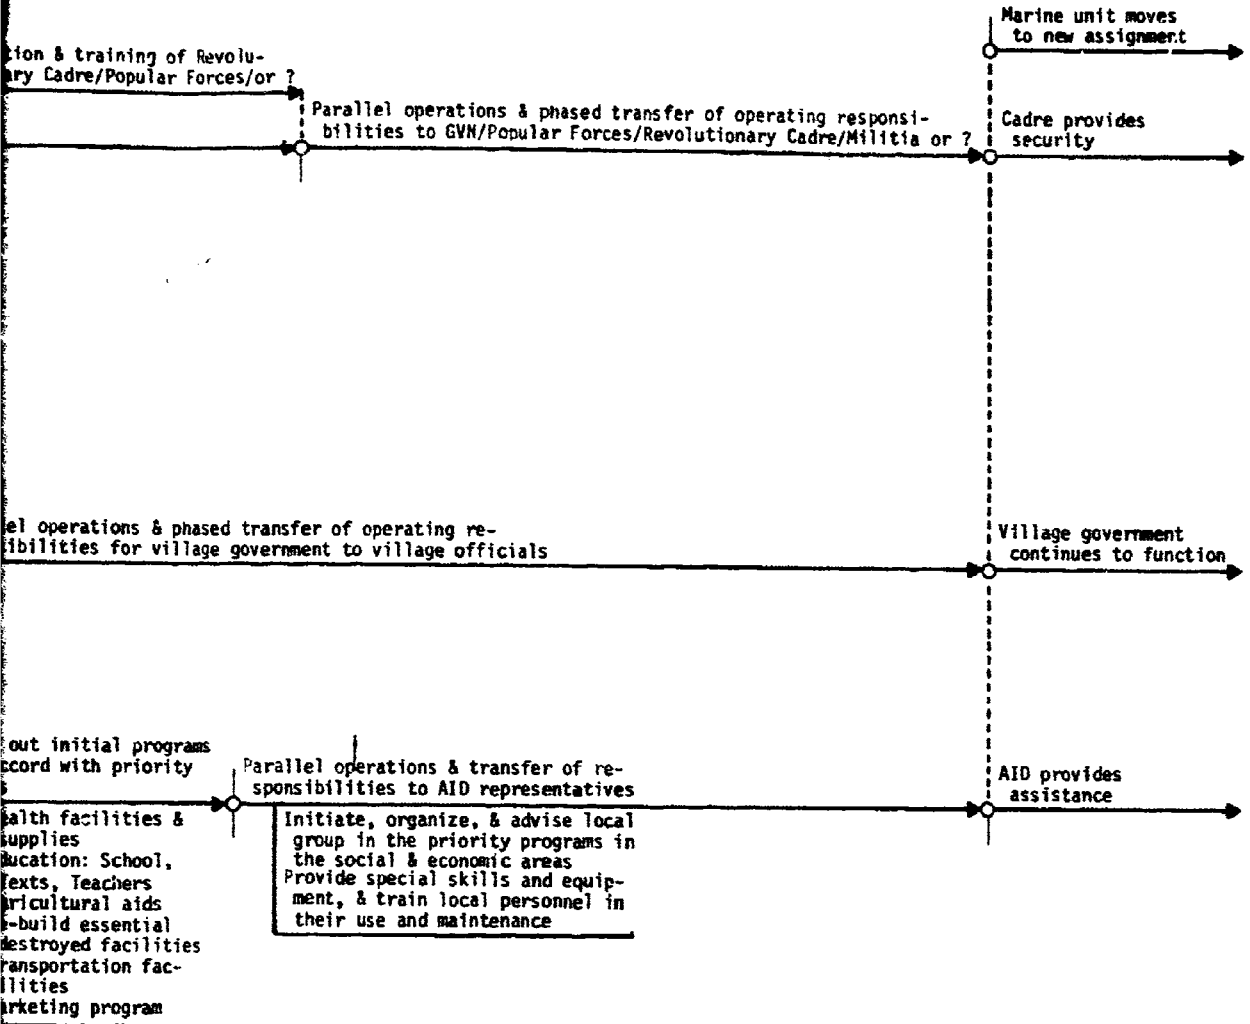 Marine unit moves
to new assignment
tion & training of Revolu-
ary Cadre/Popular Forces/or ?
Parallel operations & phased transfer of operating responsi-
bilities to GVN/Popular Forces/Revolutionary Cadre/Militia or ?
Cadre provides
security
el operations & phased transfer of operating re-
ibilities for village government to village officials
Village government
continues to function
out initial programs
ccord with priority
s
Parallel operations & transfer of re-
sponsibilities to AID representatives
AID provides
assistance
ealth facilities &
supplies
ducation: School,
Texts, Teachers
ricultural aids
e-build essential
destroyed facilities
ransportation fac-
ilities
arketing program
Initiate, organize, & advise local
group in the priority programs in
the social & economic areas
Provide special skills and equip-
ment, & train local personnel in
their use and maintenance